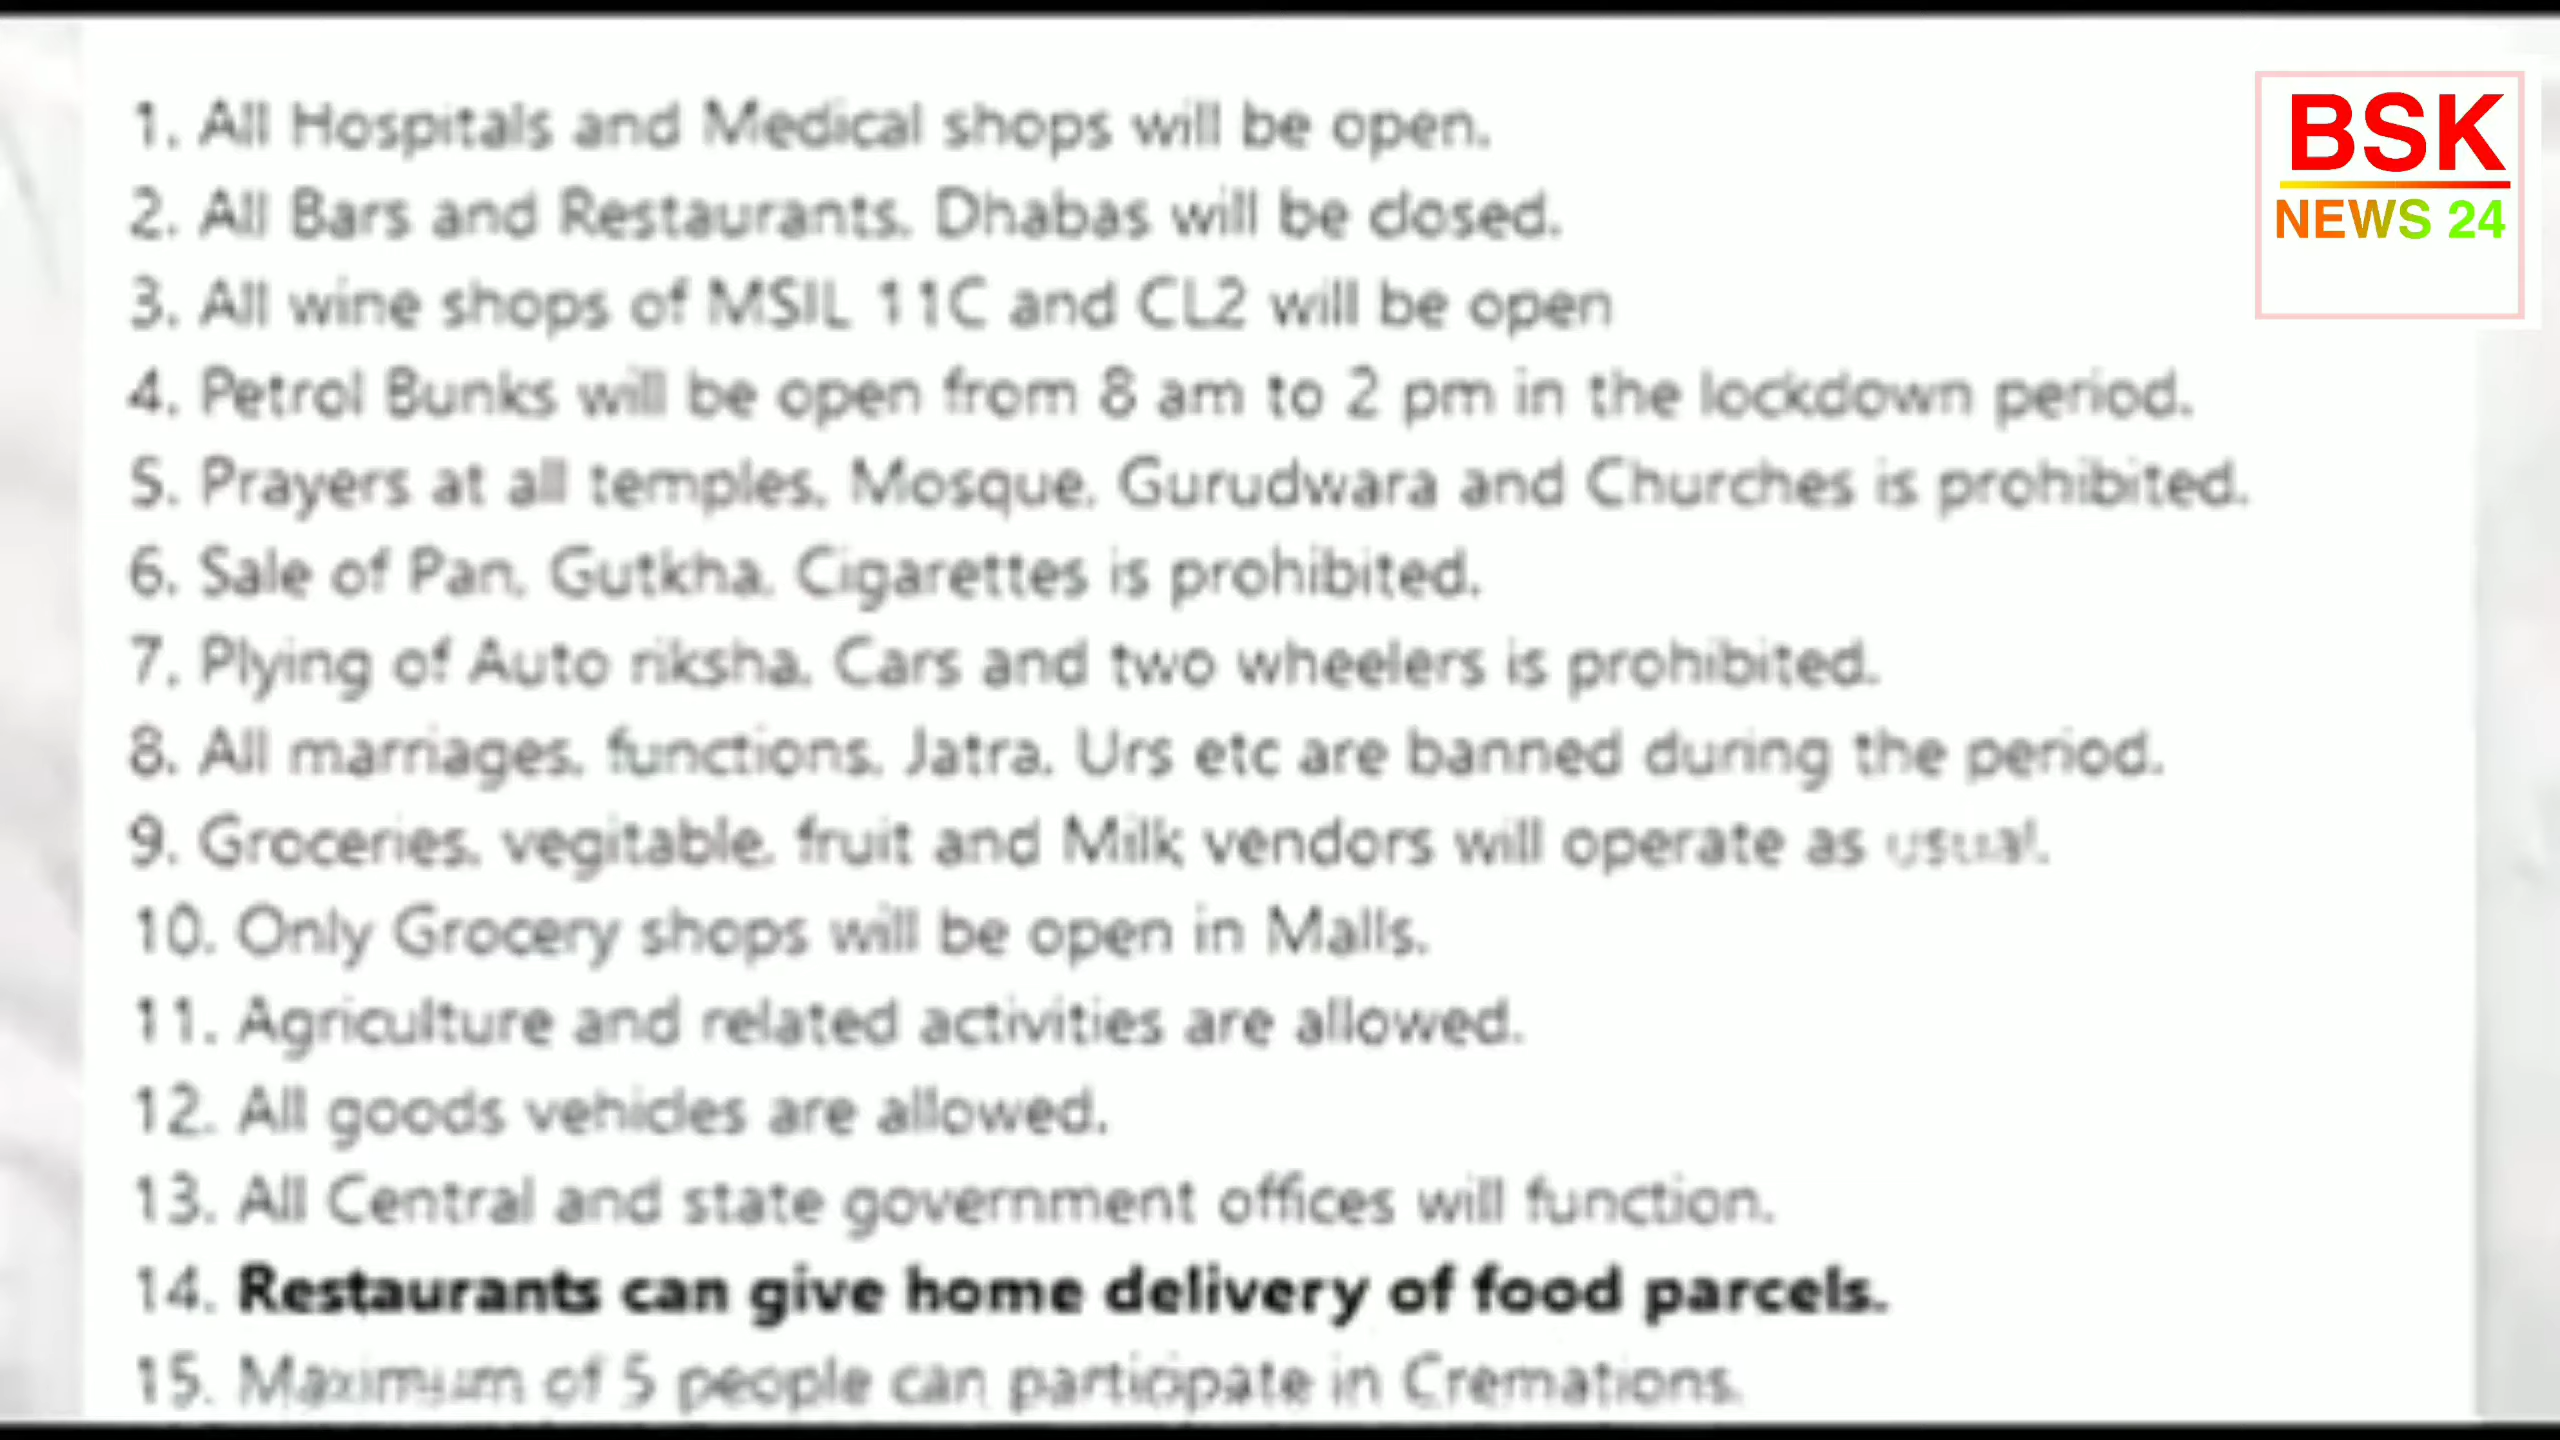 1. All Hospitals and Medical shops will be open.
2. All Bars and Restaurants, Dhabas will be closed.
3. All wine shops of MSIL 11C and CL2 will be open
4. Petrol Bunks will be open from 8 am to 2 pm in the lockdown period.
5. Prayers at all temples, Mosque, Gurudwara and Churches is prohibited.
6. Sale of Pan, Gutkha, Cigarettes is prohibited.
7. Plying of Auto riksha, Cars and two wheelers is prohibited.
8. All marriages, functions, Jatra, Urs etc are banned during the period.
9. Groceries, vegitable, fruit and Milk vendors will operate as usual.
10. Only Grocery shops will be open in Malls.
11. Agriculture and related activities are allowed.
12. All goods vehicles are allowed.
13. All Central and state government offices will function.
14. Restaurants can give home delivery of food parcels.
15. Maximum of 5 people can participate in Cremations.
BSK
NEWS 24